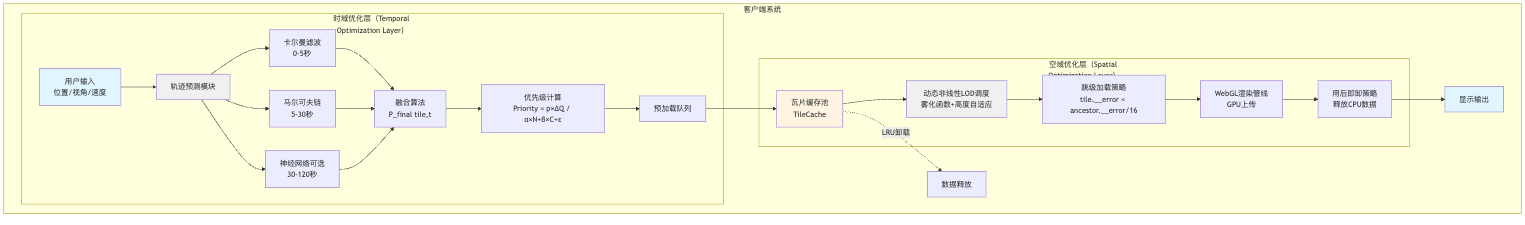 客户端系统
时域优化层（Temporal
Optimization Layer）
用户输入
位置/视角/速度
轨迹预测模块
卡尔曼滤波
0-5秒
马尔可夫链
5-30秒
神经网络可选
30-120秒
融合算法
P_final tile,t
优先级计算
Priority = p×ΔQ /
α×N+β×C+ε
预加载队列
空域优化层（Spatial
Optimization Layer）
瓦片缓存池
TileCache
LRU卸载
数据释放
动态非线性LOD调度
雾化函数+高度自适应
跳级加载策略
tile.__error <
ancestor.__error/16
WebGL渲染管线
GPU上传
用后即卸策略
释放CPU数据
显示输出